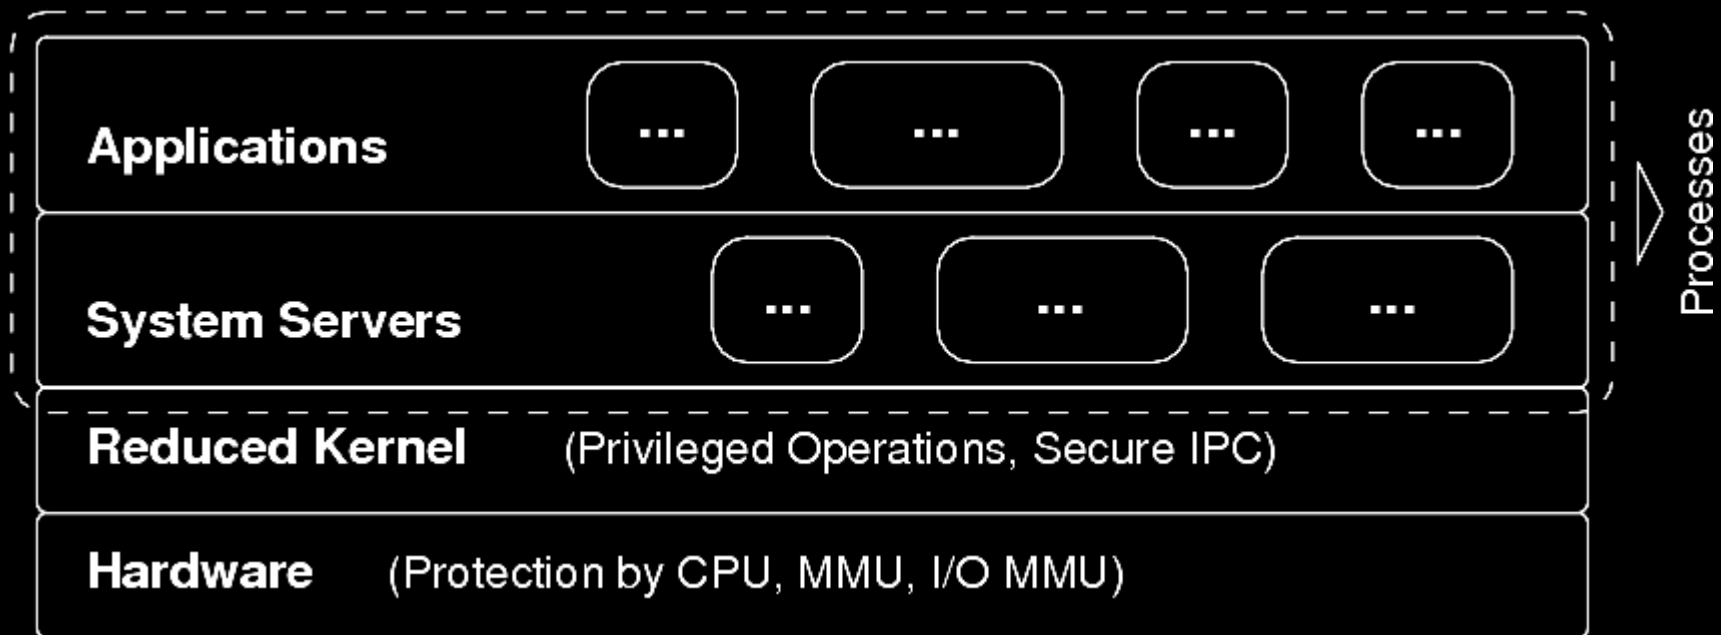 Applications ... ... ... ...
System Servers ... ... ...
Reduced Kernel (Privileged Operations, Secure IPC)
Hardware (Protection by CPU, MMU, I/O MMU)
Processes